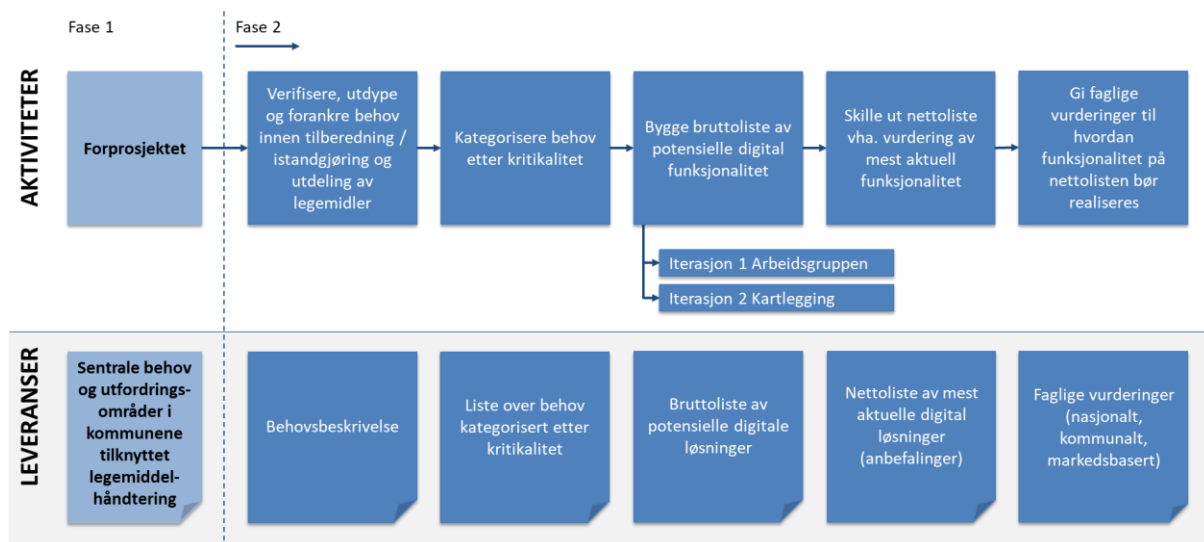 Fase 1
Fase 2
AKTIVITETER
Forprosjektet
Verifisere, utdype
og forankre behov
innen tilberedning /
istandgjøring og
utdeling av
legemidler
Kategorisere behov
etter kritikalitet
Bygge bruttoliste av
potensielle digital
funksjonalitet
Skille ut nettoliste
vha. vurdering av
mest aktuell
funksjonalitet
Gi faglige
vurderinger til
hvordan
funksjonalitet på
nettolisten bør
realiseres
Iterasjon 1 Arbeidsgruppen
Iterasjon 2 Kartlegging
LEVERANSER
Sentrale behov
og utfordrings-
områder i
kommunene
tilknyttet
legemiddel-
håndtering
Behovsbeskrivelse
Liste over behov
kategorisert etter
kritikalitet
Bruttoliste av
potensielle digitale
løsninger
Nettoliste av mest
aktuelle digital
løsninger
(anbefalinger)
Faglige vurderinger
(nasjonalt,
kommunalt,
markedsbasert)